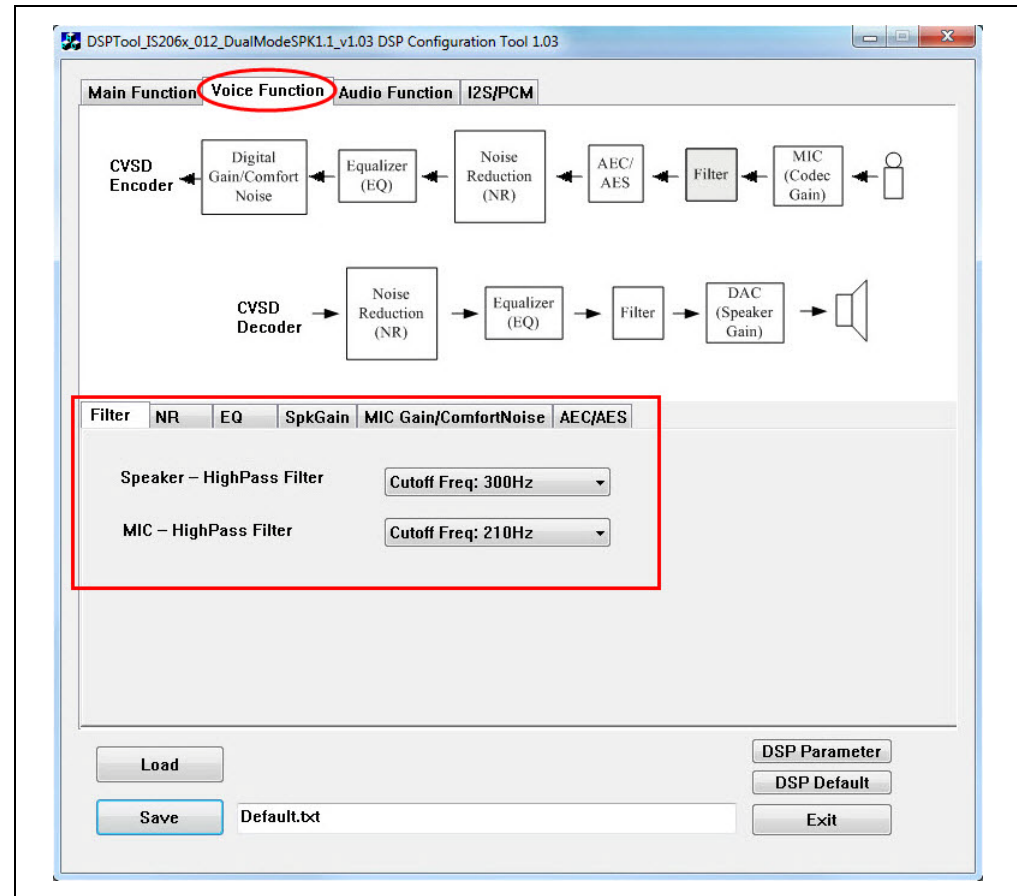 DSPTool_IS206x_012_DualModeSPK1.1_v1.03 DSP Configuration Tool 1.03
Main Function Voice Function Audio Function I2S/PCM
CVSD
Encoder
Digital
Gain/Comfort
Noise
Equalizer
(EQ)
Noise
Reduction
(NR)
AEC/
AES
Filter
MIC
(Codec
Gain)
CVSD
Decoder
Noise
Reduction
(NR)
Equalizer
(EQ)
Filter
DAC
(Speaker
Gain)
Filter NR EQ SpkGain MIC Gain/ComfortNoise AEC/AES
Speaker – HighPass Filter Cutoff Freq: 300Hz
MIC – HighPass Filter Cutoff Freq: 210Hz
Load
DSP Parameter
DSP Default
Save Default.txt Exit